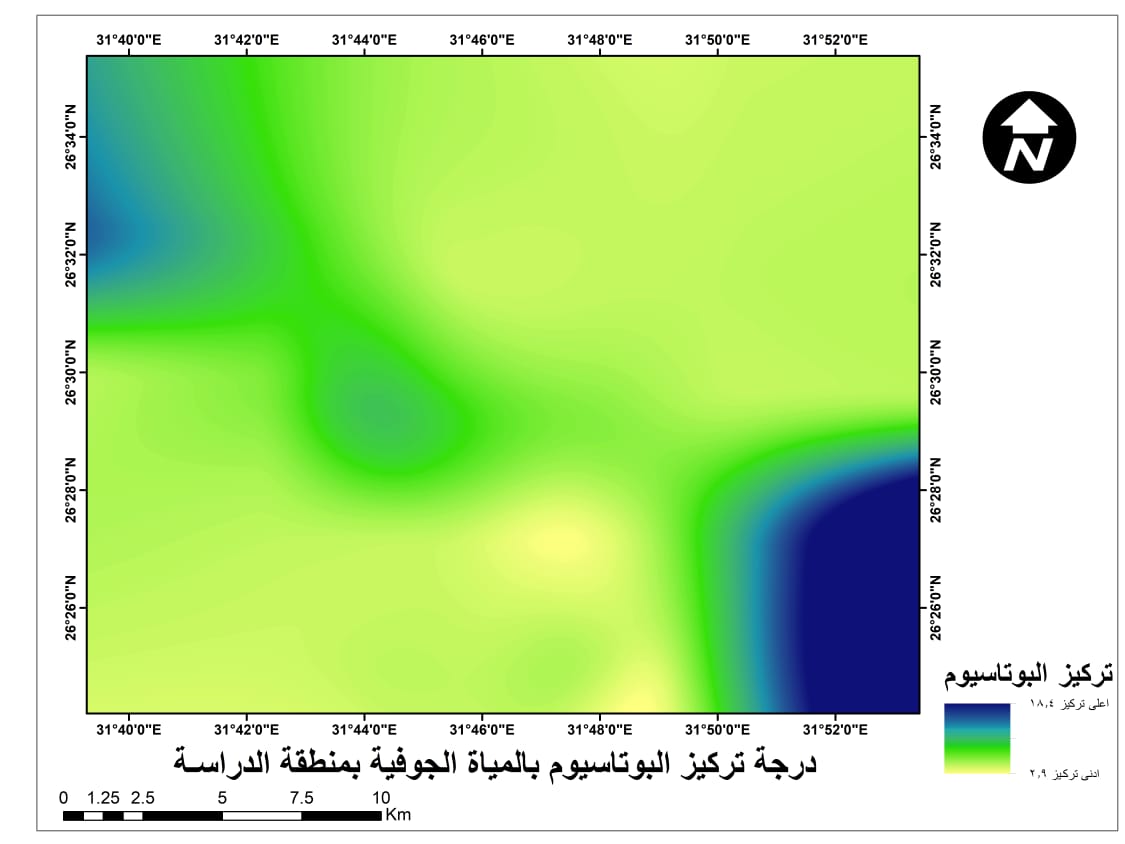 31°40'0"E 31°42'0"E 31°44'0"E 31°46'0"E 31°48'0"E 31°50'0"E 31°52'0"E
26°34'0"N 26°34'0"N
N
26°32'0"N 26°32'0"N
26°30'0"N 26°30'0"N
26°28'0"N 26°28'0"N
26°26'0"N 26°26'0"N
تركيز البوتاسيوم
اعلى تركيز ١٨,٤
ادنى تركيز ٢,٩
31°40'0"E 31°42'0"E 31°44'0"E 31°46'0"E 31°48'0"E 31°50'0"E 31°52'0"E
درجة تركيز البوتاسيوم بالمياة الجوفية بمنطقة الدراسة
0 1.25 2.5 5 7.5 10
Km